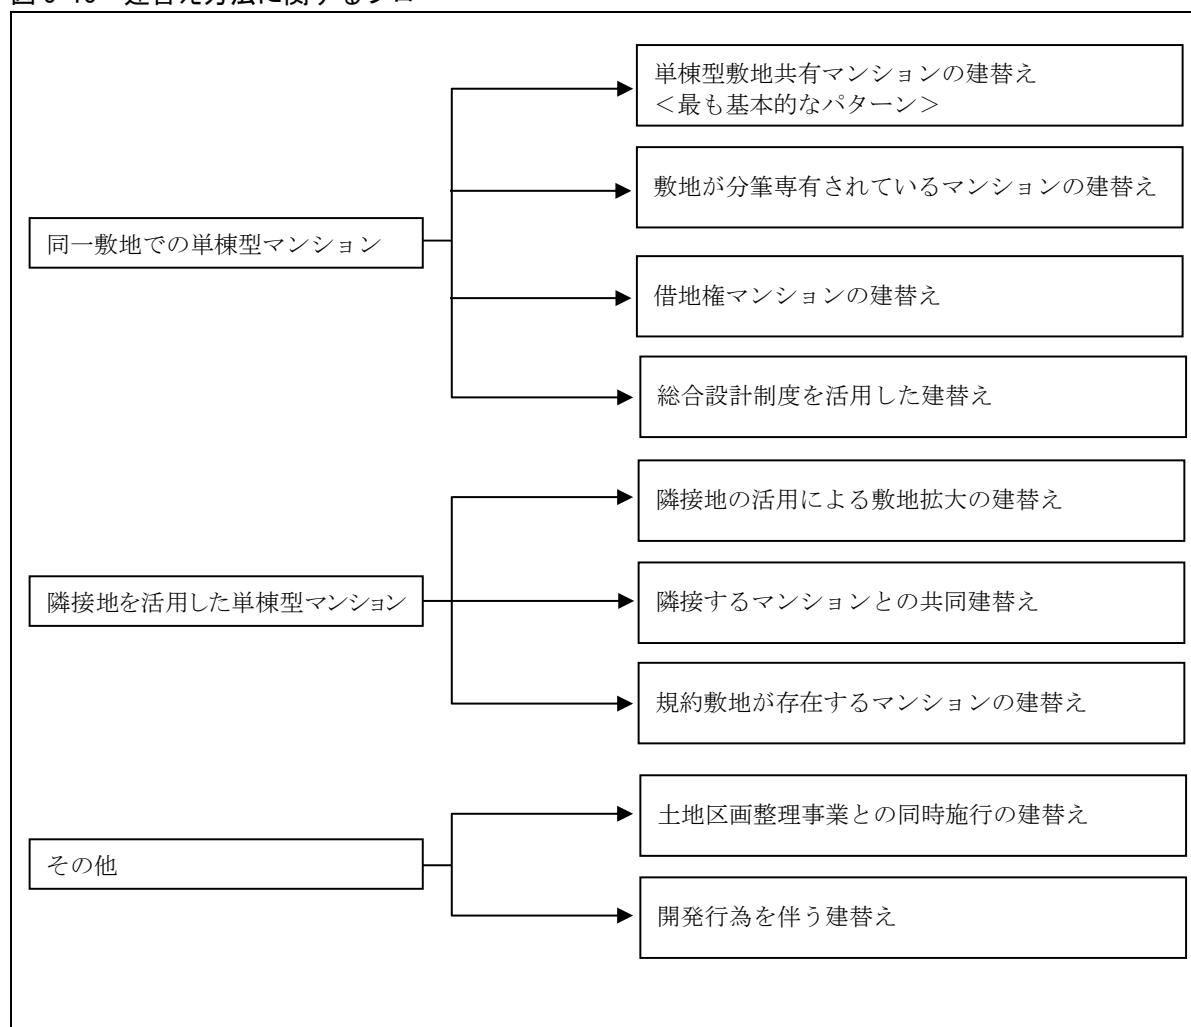 同一敷地での単棟型マンション
単棟型敷地共有マンションの建替え
＜最も基本的なパターン＞
敷地が分筆専有されているマンションの建替え
借地権マンションの建替え
総合設計制度を活用した建替え
隣接地を活用した単棟型マンション
隣接地の活用による敷地拡大の建替え
隣接するマンションとの共同建替え
規約敷地が存在するマンションの建替え
その他
土地区画整理事業との同時施行の建替え
開発行為を伴う建替え